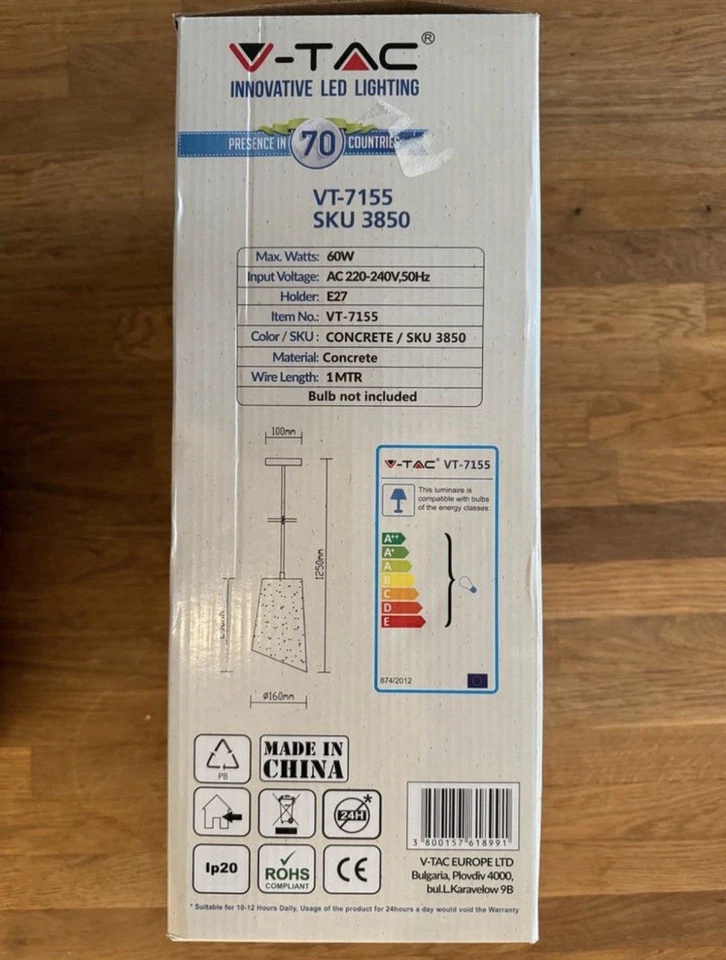 V-TAC®
INNOVATIVE LED LIGHTING
PRESENCE IN 70 COUNTRIES
VT-7155
SKU 3850
Max. Watts: 60W
Input Voltage: AC 220-240V,50Hz
Holder: E27
Item No.: VT-7155
Color / SKU : CONCRETE / SKU 3850
Material: Concrete
Wire Length: 1 MTR
Bulb not included
100mm
1250mm
Ø160mm
V-TAC® VT-7155
This luminaire is
compatible with bulbs
of the energy classes:
A++
A+
A
B
C
D
E
874/2012
PB
MADE IN
CHINA
24H*
Ip20
ROHS
COMPLIANT
CE
3 800157 618991
V-TAC EUROPE LTD
Bulgaria, Plovdiv 4000,
bul.L.Karavelow 9B
* Suitable for 10-12 Hours Daily, Usage of the product for 24hours a day would void the Warranty